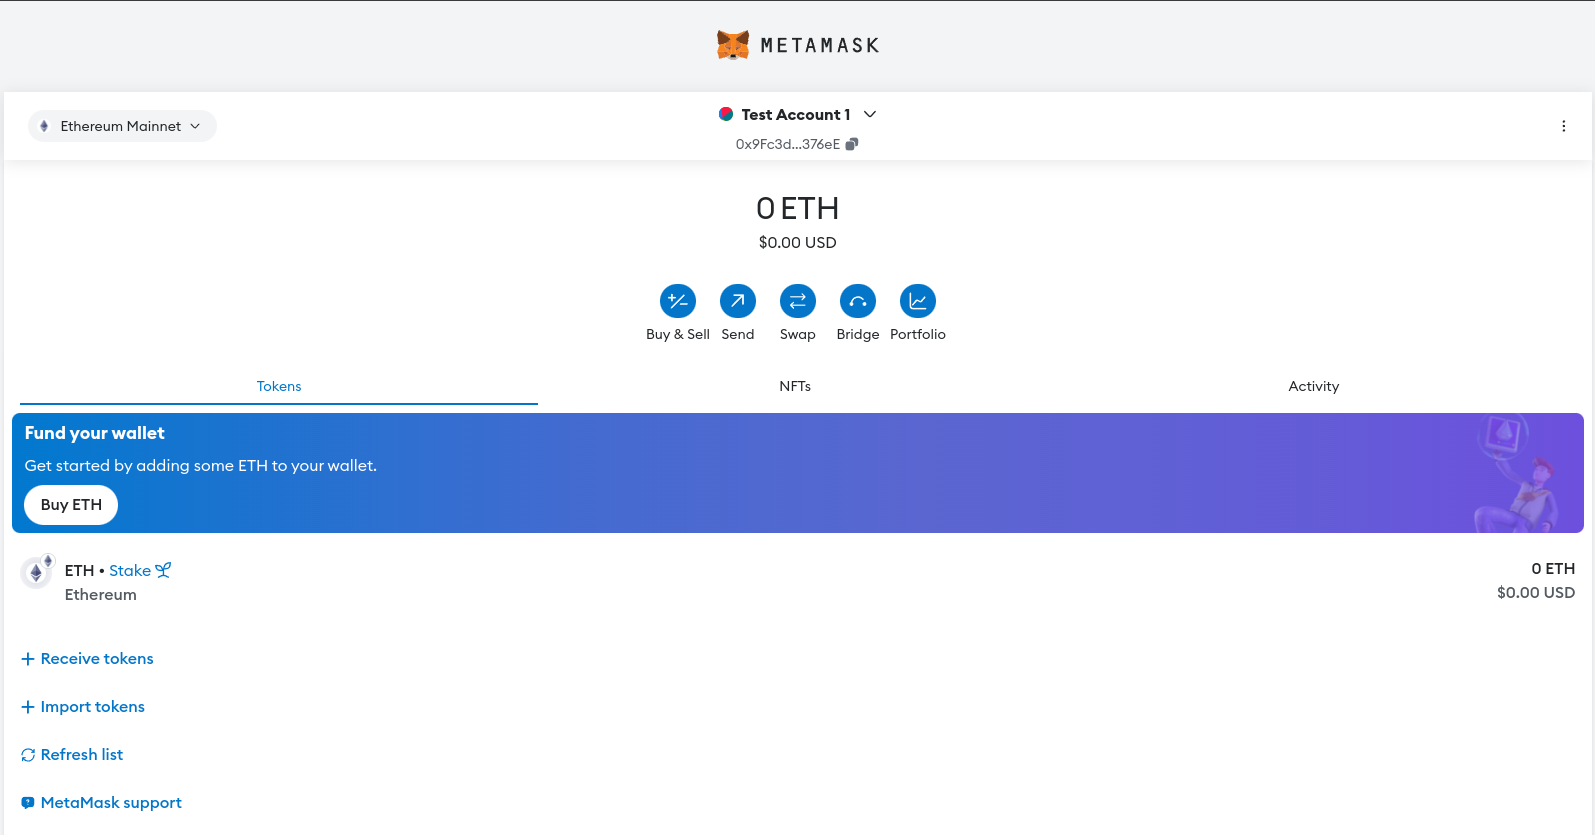 METAMASK
Ethereum Mainnet
Test Account 1
0x9Fc3d...376eE
0 ETH
$0.00 USD
Buy & Sell Send Swap Bridge Portfolio
Tokens NFTs Activity
Fund your wallet
Get started by adding some ETH to your wallet.
Buy ETH
ETH • Stake
0 ETH
Ethereum
$0.00 USD
Receive tokens
Import tokens
Refresh list
MetaMask support